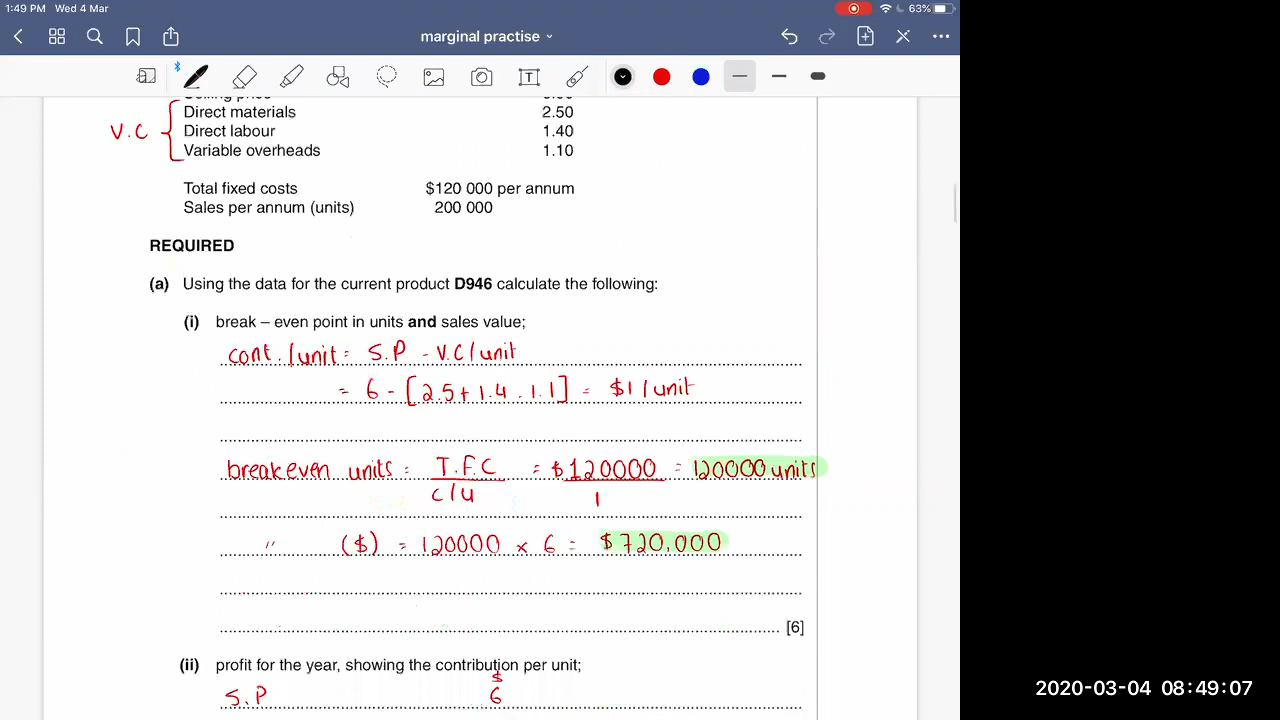 1:49 PM Wed 4 Mar
63%
marginal practise
Selling price 6.00
Direct materials 2.50
V.C
Direct labour 1.40
Variable overheads 1.10
Total fixed costs $120 000 per annum
Sales per annum (units) 200 000
REQUIRED
(a) Using the data for the current product D946 calculate the following:
(i) break – even point in units and sales value;
cont./unit = S.P - V.C/unit
= 6 - [2.5 + 1.4 . 1.1] = $1/unit
breakeven units = T.F.C = $120000 = 120000 units
c/u 1
" ($) = 120000 × 6 = $720,000
[6]
(ii) profit for the year, showing the contribution per unit;
$
S.P 6
2020-03-04 08:49:07